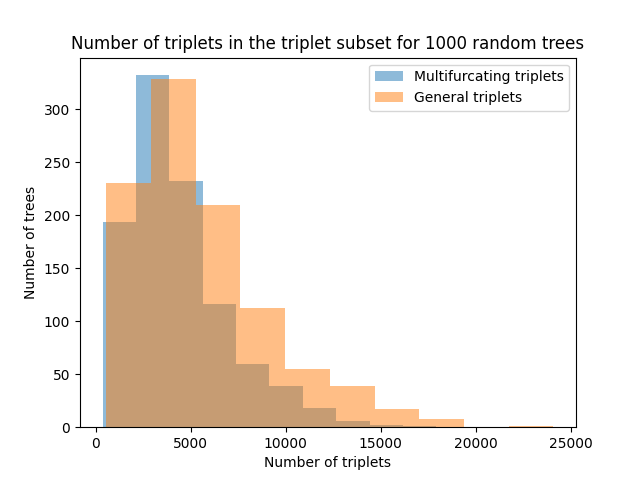 Number of triplets in the triplet subset for 1000 random trees
Multifurcating triplets
General triplets
Number of trees
300
250
200
150
100
50
0
0 5000 10000 15000 20000 25000
Number of triplets